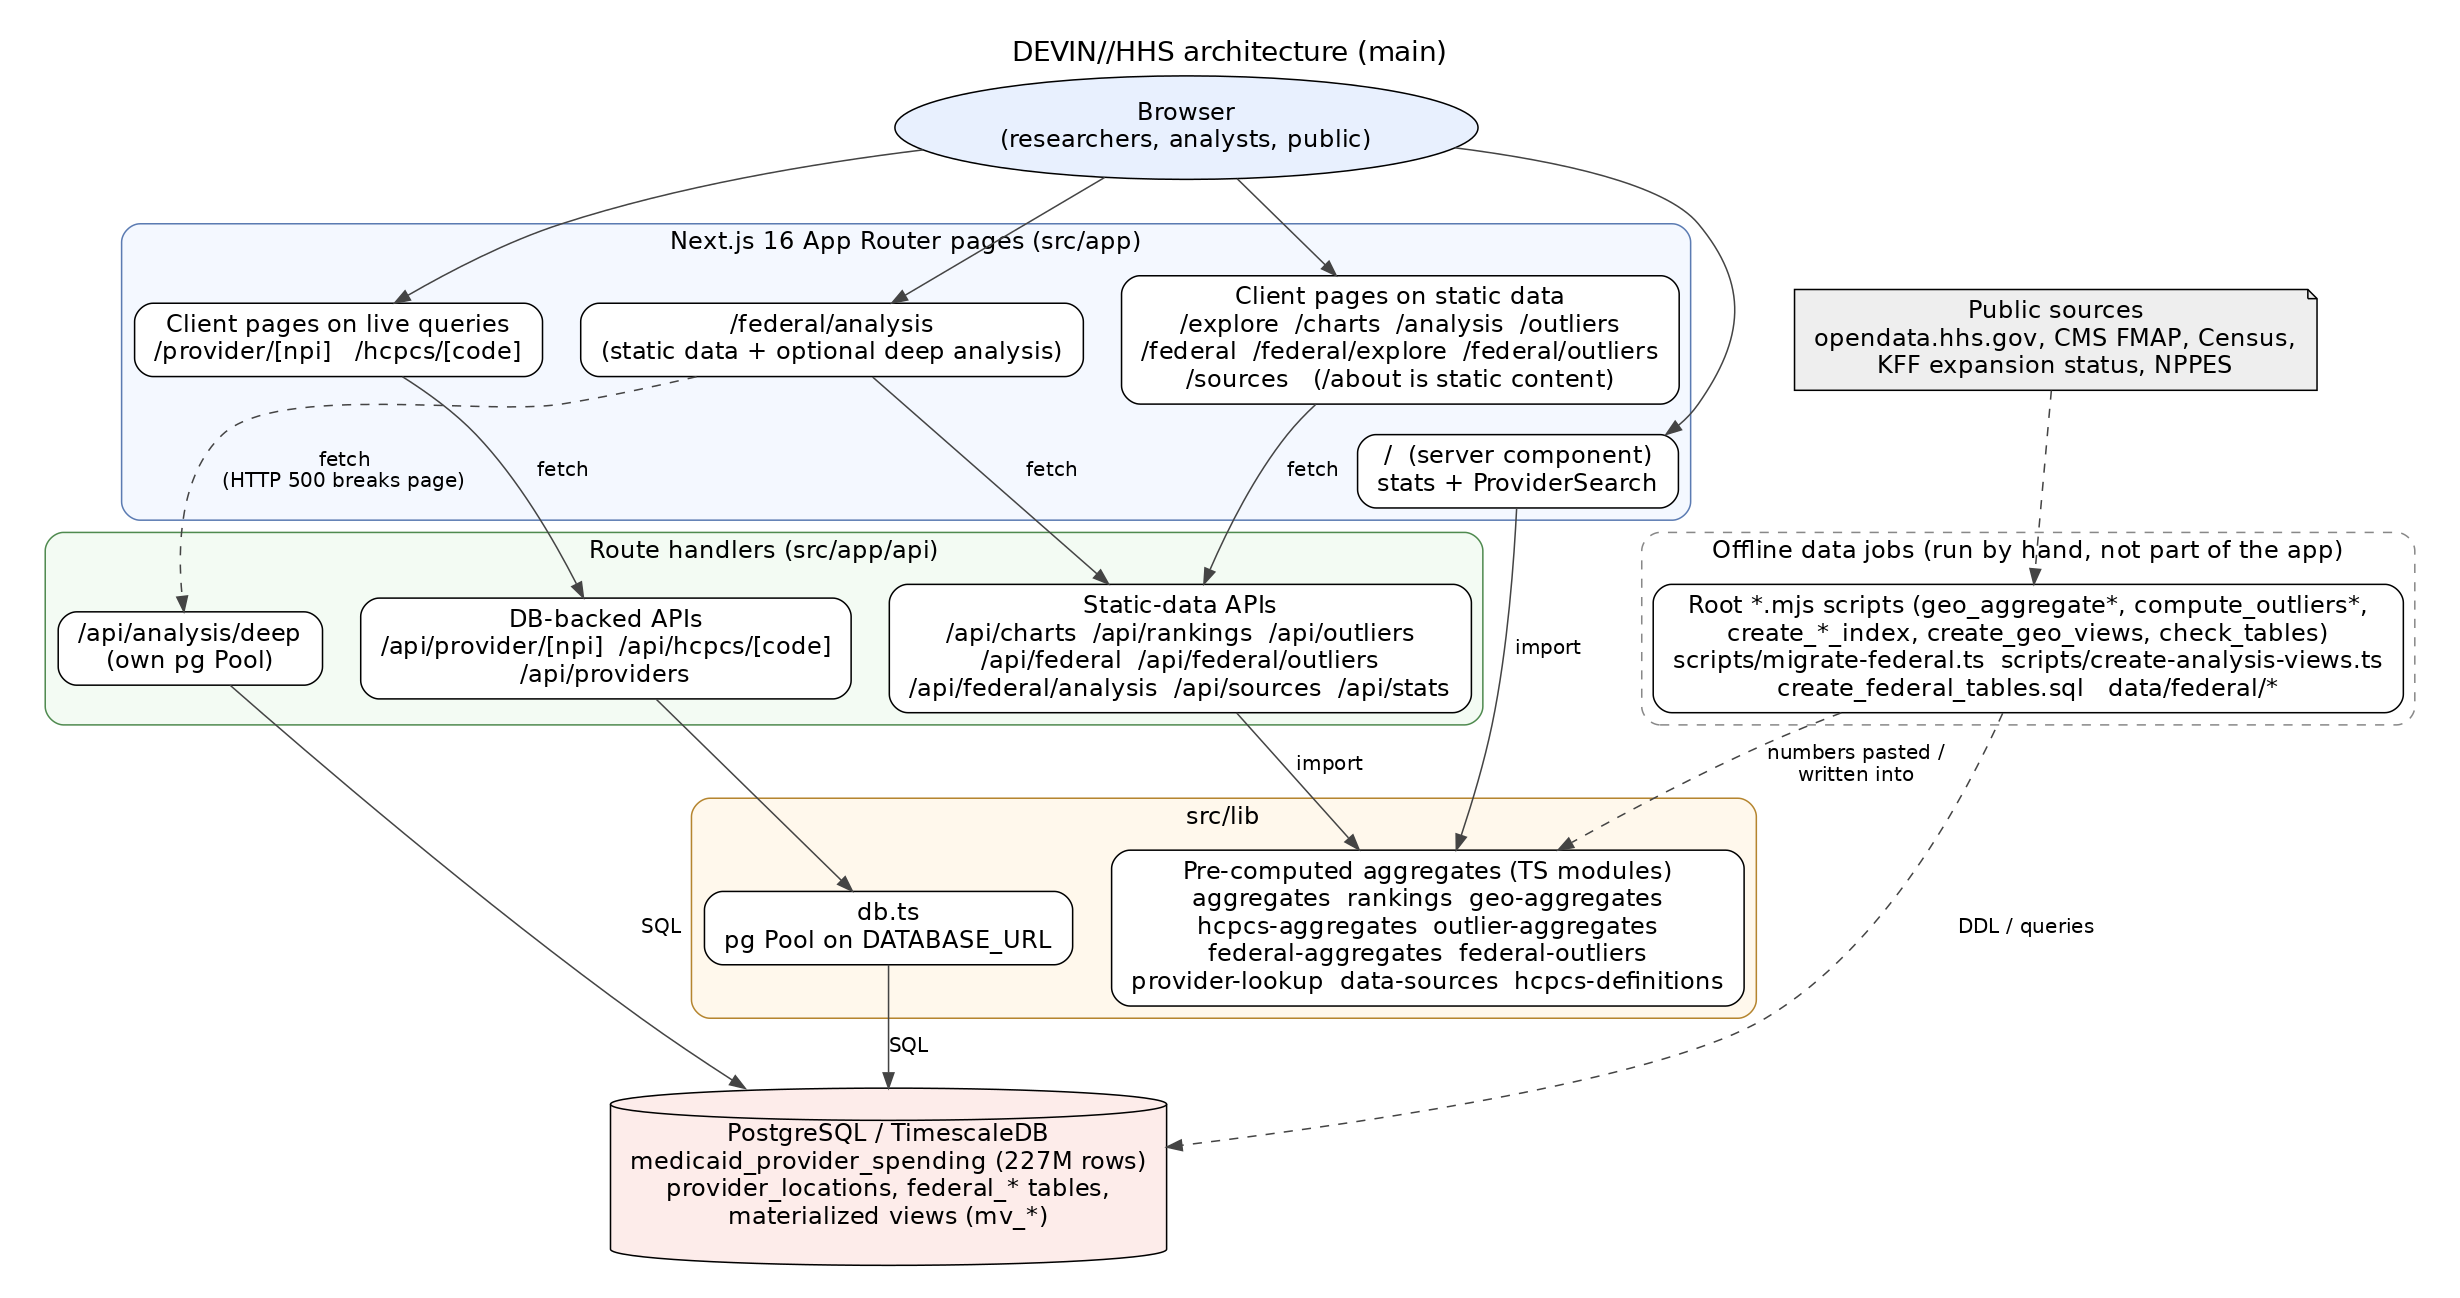 DEVIN//HHS architecture (main)
Browser
(researchers, analysts, public)
Next.js 16 App Router pages (src/app)
Client pages on live queries
/provider/[npi]   /hcpcs/[code]
/federal/analysis
(static data + optional deep analysis)
Client pages on static data
/explore  /charts  /analysis  /outliers
/federal  /federal/explore  /federal/outliers
/sources   (/about is static content)
/  (server component)
stats + ProviderSearch
Public sources
opendata.hhs.gov, CMS FMAP, Census,
KFF expansion status, NPPES
fetch
(HTTP 500 breaks page)
fetch
fetch
fetch
Route handlers (src/app/api)
/api/analysis/deep
(own pg Pool)
DB-backed APIs
/api/provider/[npi]  /api/hcpcs/[code]
/api/providers
Static-data APIs
/api/charts  /api/rankings  /api/outliers
/api/federal  /api/federal/outliers
/api/federal/analysis  /api/sources  /api/stats
import
Offline data jobs (run by hand, not part of the app)
Root *.mjs scripts (geo_aggregate*, compute_outliers*,
create_*_index, create_geo_views, check_tables)
scripts/migrate-federal.ts  scripts/create-analysis-views.ts
create_federal_tables.sql   data/federal/*
import
numbers pasted /
written into
src/lib
db.ts
pg Pool on DATABASE_URL
Pre-computed aggregates (TS modules)
aggregates  rankings  geo-aggregates
hcpcs-aggregates  outlier-aggregates
federal-aggregates  federal-outliers
provider-lookup  data-sources  hcpcs-definitions
SQL
DDL / queries
SQL
PostgreSQL / TimescaleDB
medicaid_provider_spending (227M rows)
provider_locations, federal_* tables,
materialized views (mv_*)